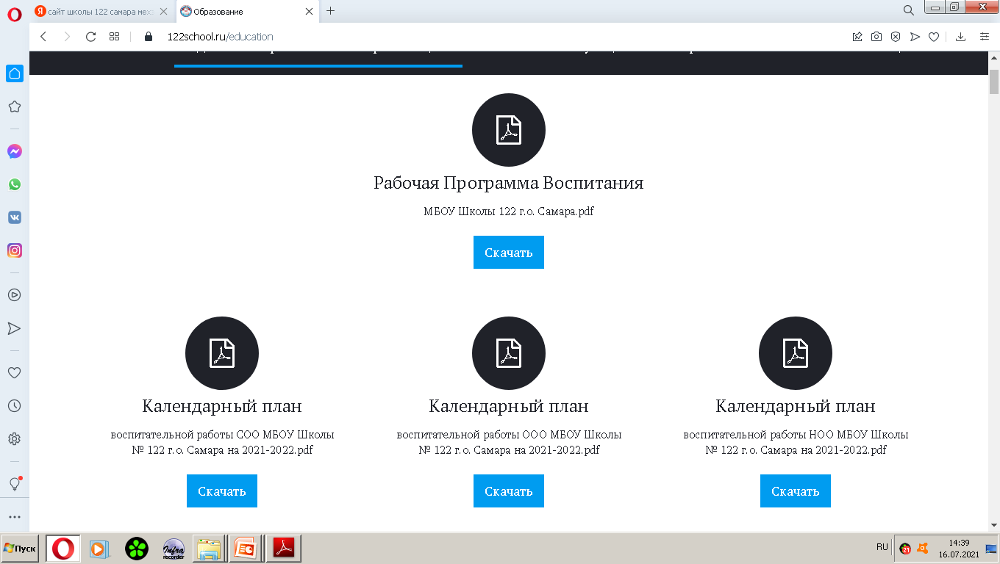 сайт школы 122 самара мех
Образование
122school.ru/education
Рабочая Программа Воспитания
МБОУ Школы 122 г.о. Самара.pdf
Скачать
Календарный план
воспитательной работы СОО МБОУ Школы
№ 122 г.о. Самара на 2021-2022.pdf
Скачать
Календарный план
воспитательной работы ООО МБОУ Школы
№ 122 г.о. Самара на 2021-2022.pdf
Скачать
Календарный план
воспитательной работы НОО МБОУ Школы
№ 122 г.о. Самара на 2021-2022.pdf
Скачать
Пуск
Infra
recorder
RU
21
14:39
16.07.2021